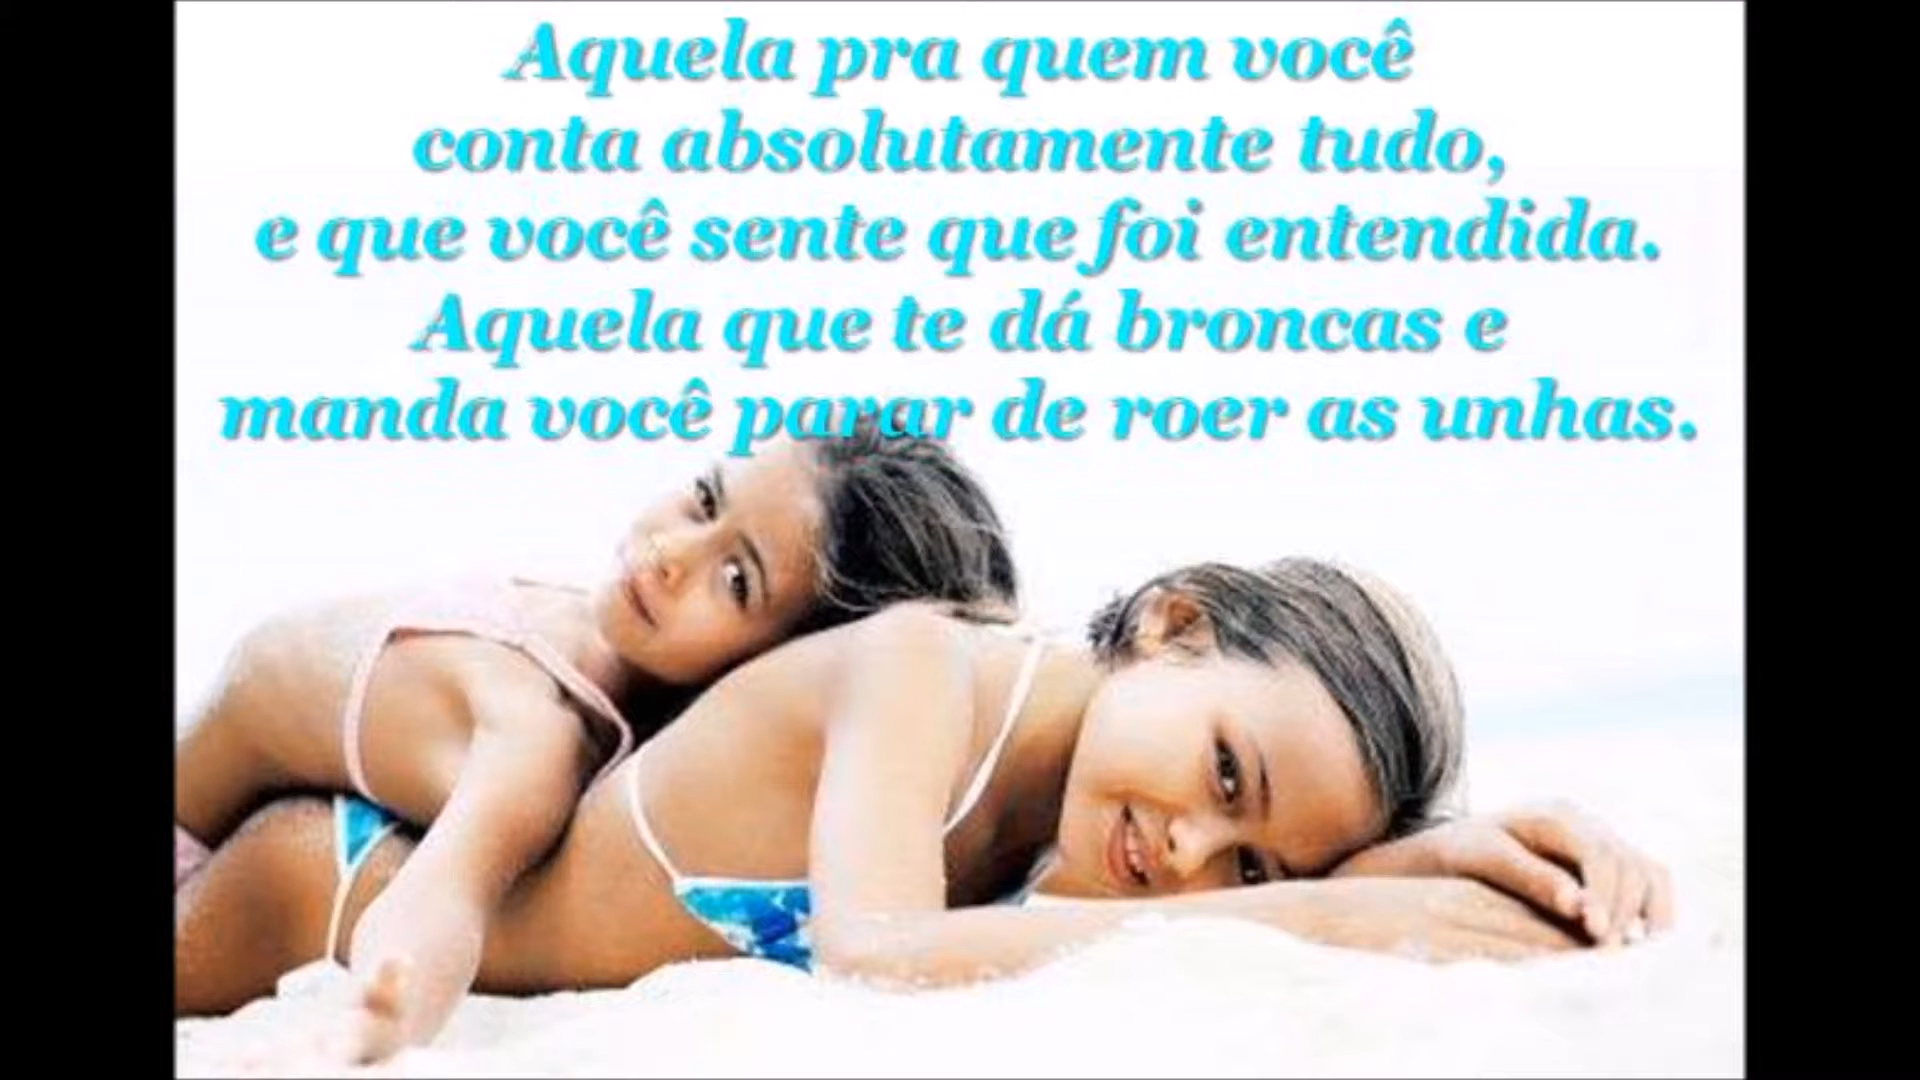 Aquela pra quem você
conta absolutamente tudo,
e que você sente que foi entendida.
Aquela que te dá broncas e
manda você parar de roer as unhas.